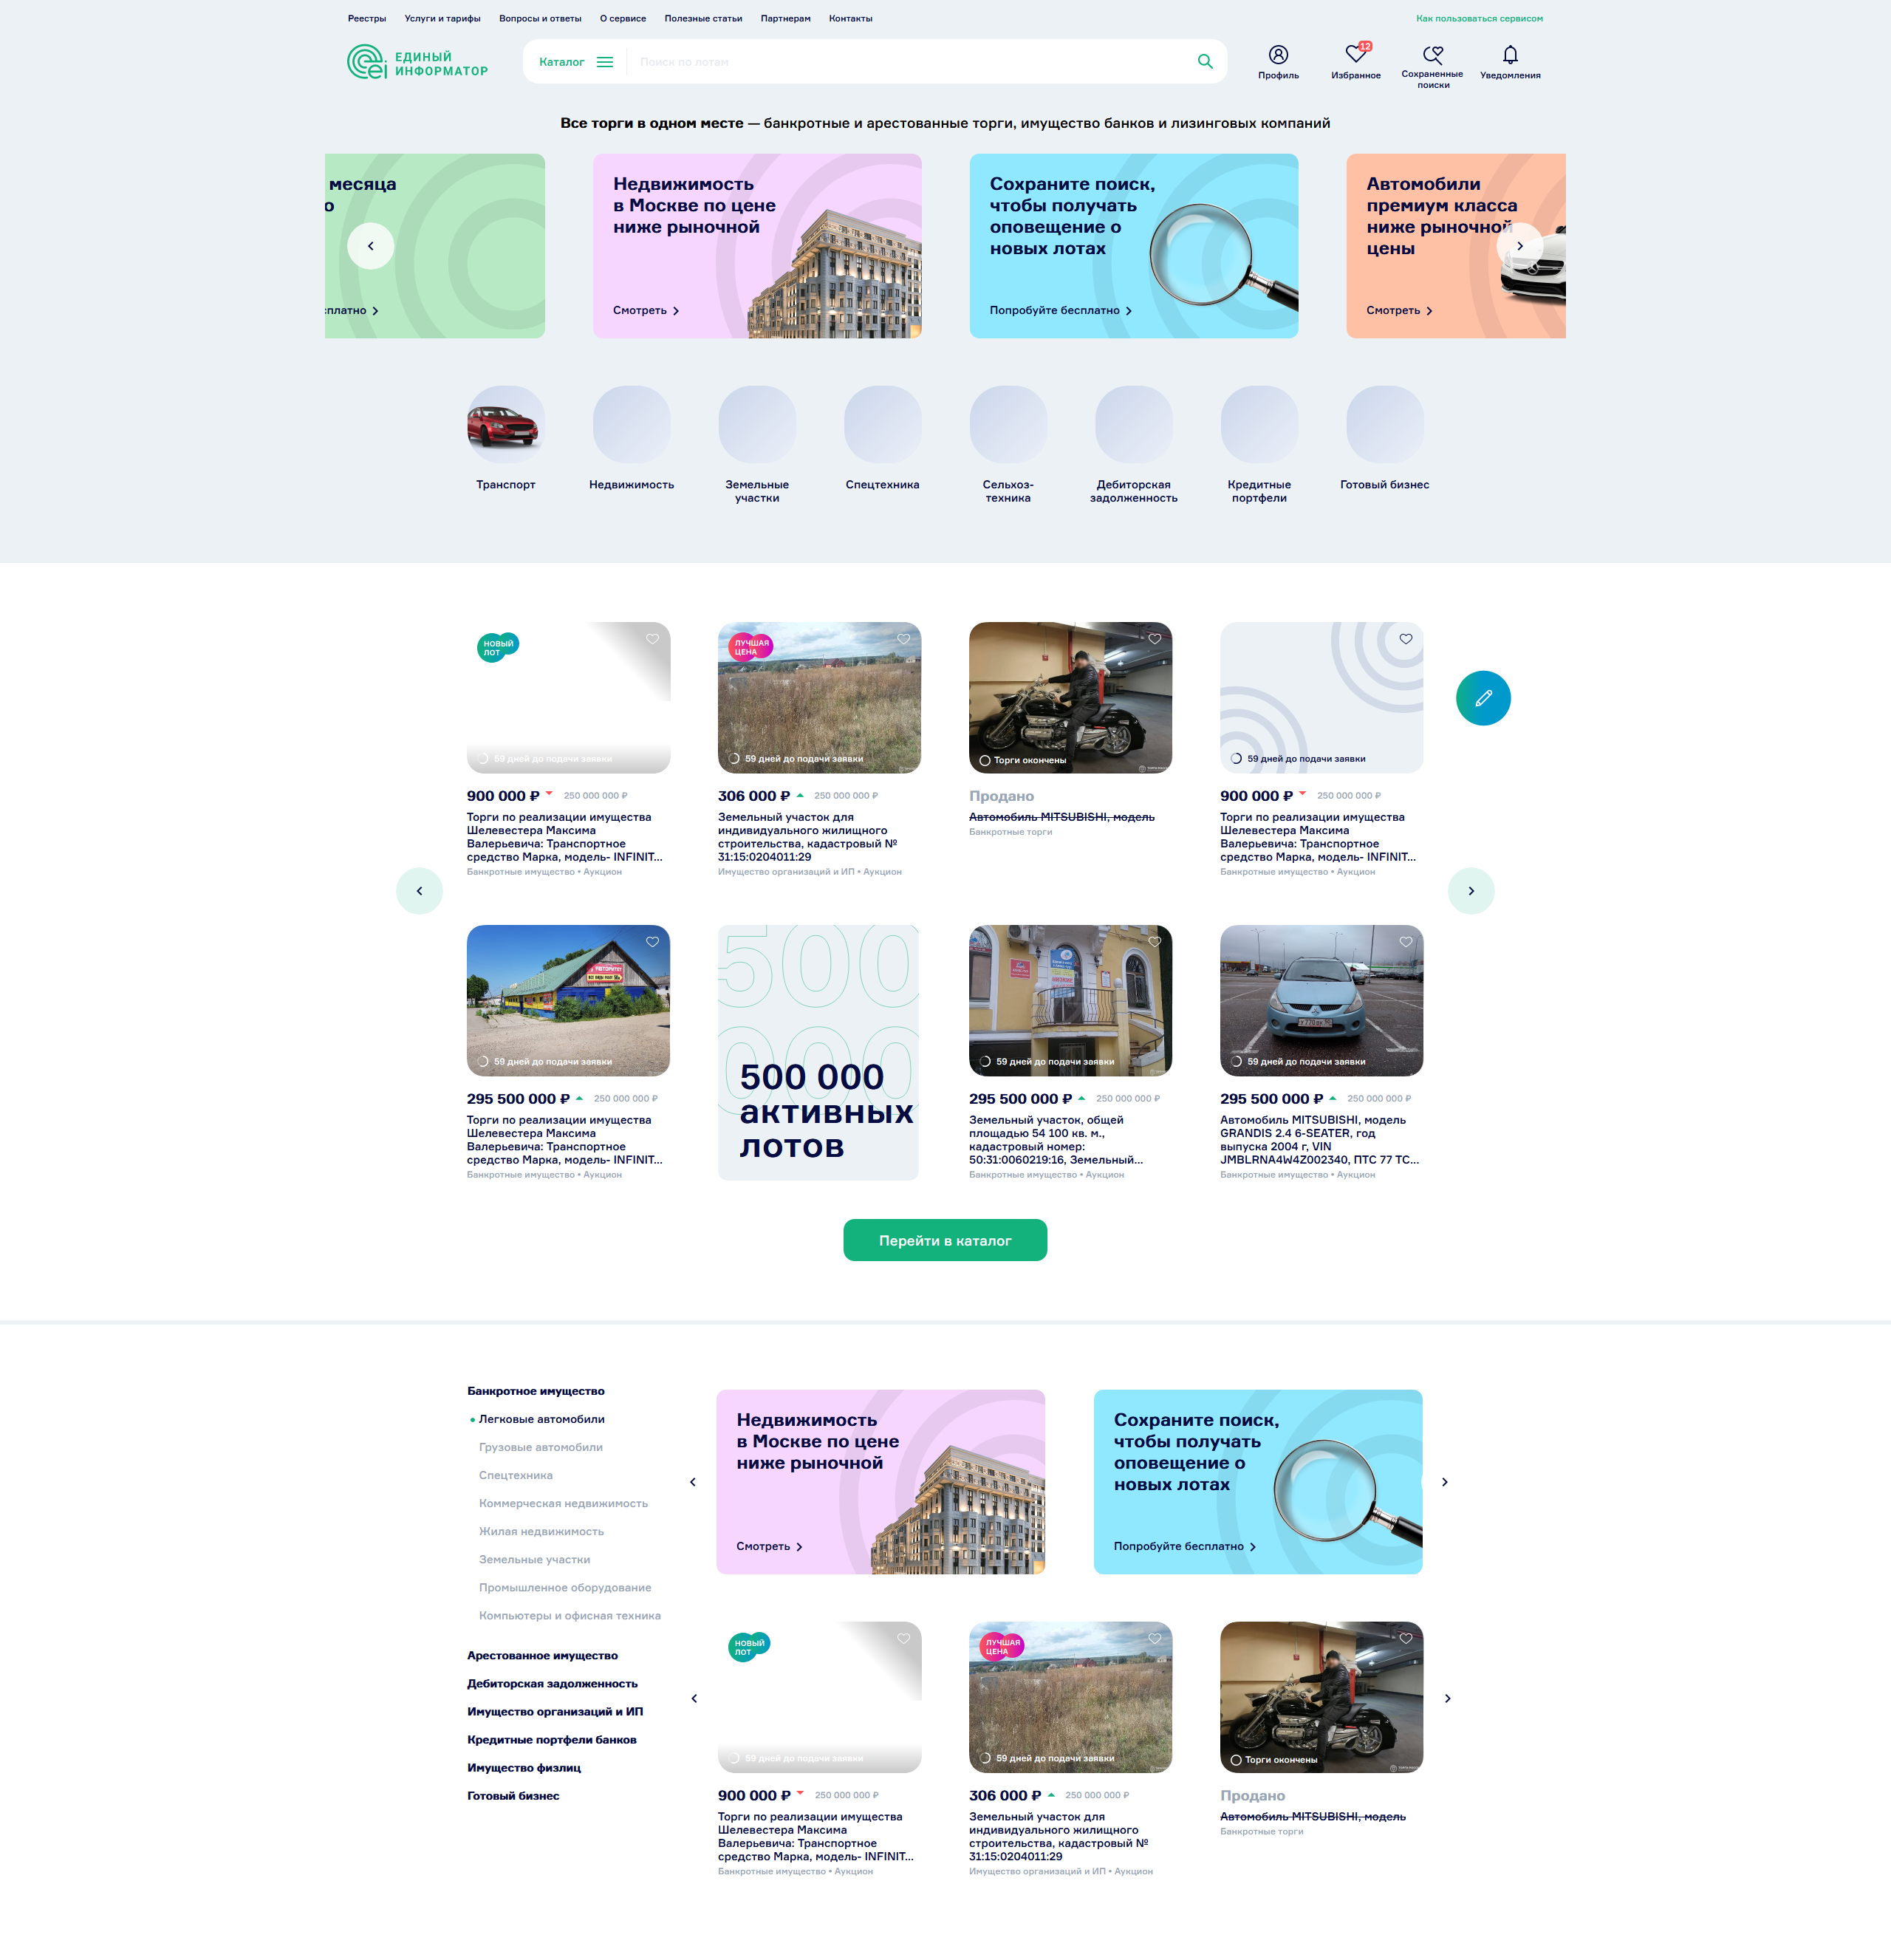 Реестры Услуги и тарифы Вопросы и ответы О сервисе Полезные статьи Партнерам Контакты Как пользоваться сервисом
ЕДИНЫЙ
ИНФОРМАТОР
Каталог
Поиск по лотам
Профиль
12
Избранное
Сохраненные
поиски
Уведомления
Все торги в одном месте — банкротные и арестованные торги, имущество банков и лизинговых компаний
месяца
о
сплатно
Недвижимость
в Москве по цене
ниже рыночной
Смотреть
Сохраните поиск,
чтобы получать
оповещение о
новых лотах
Попробуйте бесплатно
Автомобили
премиум класса
ниже рыночной
цены
Смотреть
Транспорт
Недвижимость
Земельные
участки
Спецтехника
Сельхоз-
техника
Дебиторская
задолженность
Кредитные
портфели
Готовый бизнес
НОВЫЙ
ЛОТ
59 дней до подачи заявки
900 000 ₽ 250 000 000 ₽
Торги по реализации имущества
Шелевестера Максима
Валерьевича: Транспортное
средство Марка, модель- INFINIT...
Банкротные имущество • Аукцион
ЛУЧШАЯ
ЦЕНА
59 дней до подачи заявки
306 000 ₽ 250 000 000 ₽
Земельный участок для
индивидуального жилищного
строительства, кадастровый №
31:15:0204011:29
Имущество организаций и ИП • Аукцион
Торги окончены
Продано
Автомобиль MITSUBISHI, модель
Банкротные торги
59 дней до подачи заявки
900 000 ₽ 250 000 000 ₽
Торги по реализации имущества
Шелевестера Максима
Валерьевича: Транспортное
средство Марка, модель- INFINIT...
Банкротные имущество • Аукцион
АВТОРИТЕТ
59 дней до подачи заявки
295 500 000 ₽ 250 000 000 ₽
Торги по реализации имущества
Шелевестера Максима
Валерьевича: Транспортное
средство Марка, модель- INFINIT...
Банкротные имущество • Аукцион
500
000
500 000
активных
лотов
59 дней до подачи заявки
295 500 000 ₽ 250 000 000 ₽
Земельный участок, общей
площадью 54 100 кв. м.,
кадастровый номер:
50:31:0060219:16, Земельный...
Банкротные имущество • Аукцион
59 дней до подачи заявки
295 500 000 ₽ 250 000 000 ₽
Автомобиль MITSUBISHI, модель
GRANDIS 2.4 6-SEATER, год
выпуска 2004 г, VIN
JMBLRNA4W4Z002340, ПТС 77 ТС...
Банкротные имущество • Аукцион
Перейти в каталог
Банкротное имущество
Легковые автомобили
Грузовые автомобили
Спецтехника
Коммерческая недвижимость
Жилая недвижимость
Земельные участки
Промышленное оборудование
Компьютеры и офисная техника
Арестованное имущество
Дебиторская задолженность
Имущество организаций и ИП
Кредитные портфели банков
Имущество физлиц
Готовый бизнес
Недвижимость
в Москве по цене
ниже рыночной
Смотреть
Сохраните поиск,
чтобы получать
оповещение о
новых лотах
Попробуйте бесплатно
НОВЫЙ
ЛОТ
59 дней до подачи заявки
900 000 ₽ 250 000 000 ₽
Торги по реализации имущества
Шелевестера Максима
Валерьевича: Транспортное
средство Марка, модель- INFINIT...
Банкротные имущество • Аукцион
ЛУЧШАЯ
ЦЕНА
59 дней до подачи заявки
306 000 ₽ 250 000 000 ₽
Земельный участок для
индивидуального жилищного
строительства, кадастровый №
31:15:0204011:29
Имущество организаций и ИП • Аукцион
Торги окончены
Продано
Автомобиль MITSUBISHI, модель
Банкротные торги